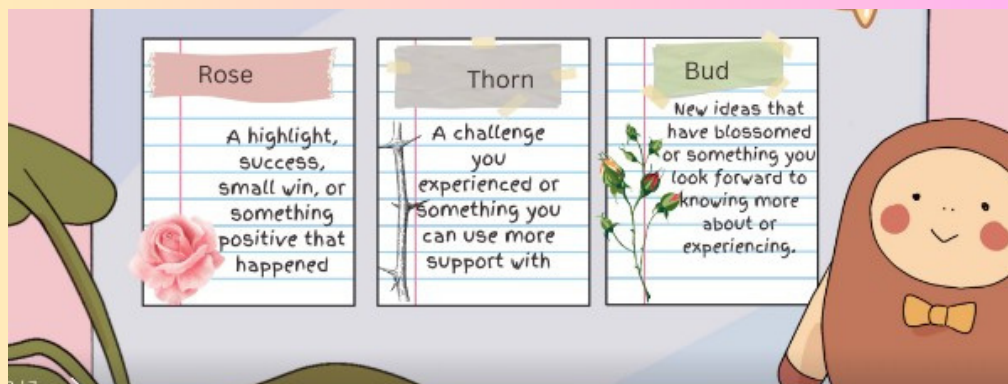 Rose
A highlight,
success,
small win, or
something
positive that
happened
Thorn
A challenge
you
experienced or
something you
can use more
support with
Bud
New ideas that
have blossomed
or something you
look forward to
knowing more
about or
experiencing.